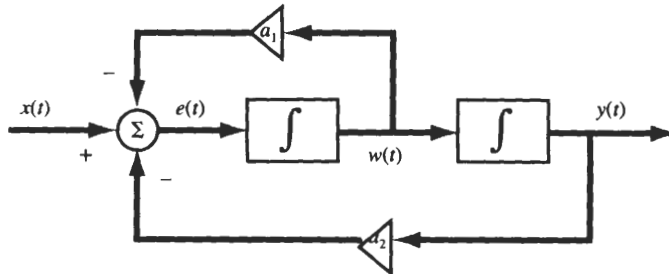 a₁
−
x(t)
e(t)
y(t)
Σ
∫
∫
+
w(t)
−
a₂